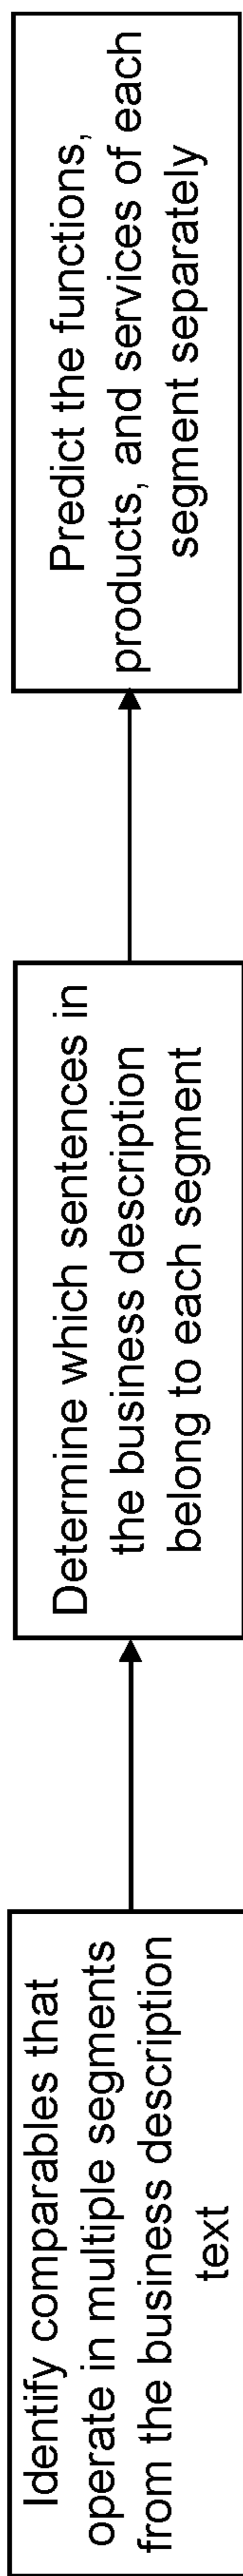 Identify comparables that
operate in multiple segments
from the business description
text
Determine which sentences in
the business description
belong to each segment
Predict the functions,
products, and services of each
segment separately